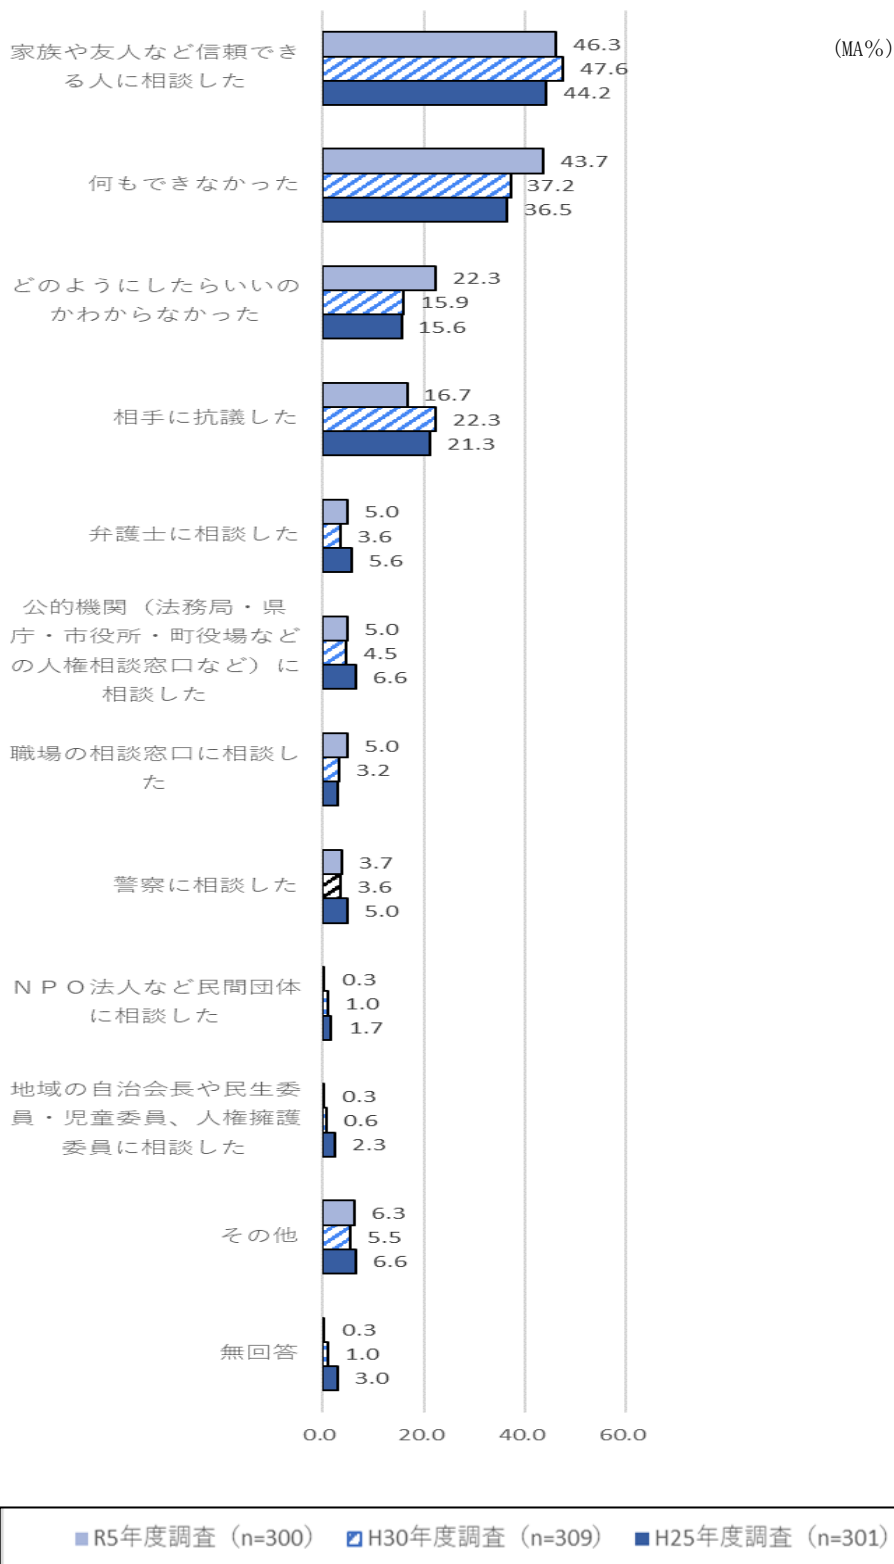 (MA%)
家族や友人など信頼でき
る人に相談した
46.3
47.6
44.2
何もできなかった
43.7
37.2
36.5
どのようにしたらいいの
かわからなかった
22.3
15.9
15.6
相手に抗議した
16.7
22.3
21.3
弁護士に相談した
5.0
3.6
5.6
公的機関（法務局・県
庁・市役所・町役場など
の人権相談窓口など）に
相談した
5.0
4.5
6.6
職場の相談窓口に相談し
た
5.0
3.2
警察に相談した
3.7
3.6
5.0
ＮＰＯ法人など民間団体
に相談した
0.3
1.0
1.7
地域の自治会長や民生委
員・児童委員、人権擁護
委員に相談した
0.3
0.6
2.3
その他
6.3
5.5
6.6
無回答
0.3
1.0
3.0
0.0 20.0 40.0 60.0
R5年度調査（n=300） H30年度調査（n=309） H25年度調査（n=301）